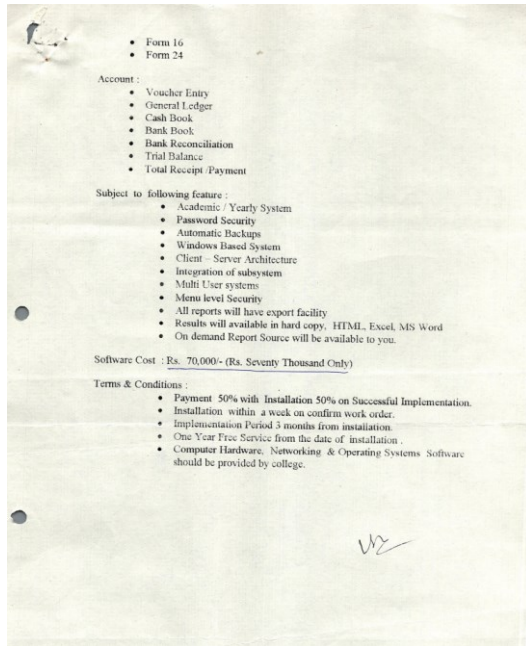 • Form 16
• Form 24
Account :
• Voucher Entry
• General Ledger
• Cash Book
• Bank Book
• Bank Reconciliation
• Trial Balance
• Total Receipt /Payment
Subject to following feature :
• Academic / Yearly System
• Password Security
• Automatic Backups
• Windows Based System
• Client – Server Architecture
• Integration of subsystem
• Multi User systems
• Menu level Security
• All reports will have export facility
• Results will available in hard copy, HTML, Excel, MS Word
• On demand Report Source will be available to you.
Software Cost : Rs. 70,000/- (Rs. Seventy Thousand Only)
Terms & Conditions :
• Payment 50% with Installation 50% on Successful Implementation.
• Installation within a week on confirm work order.
• Implementation Period 3 months from installation.
• One Year Free Service from the date of installation .
• Computer Hardware, Networking & Operating Systems Software
should be provided by college.